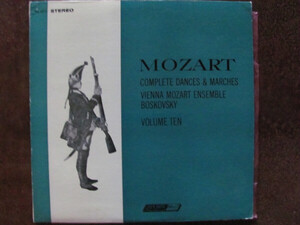 STEREO
MOZART
COMPLETE DANCES & MARCHES
VIENNA MOZART ENSEMBLE
BOSKOVSKY
VOLUME TEN